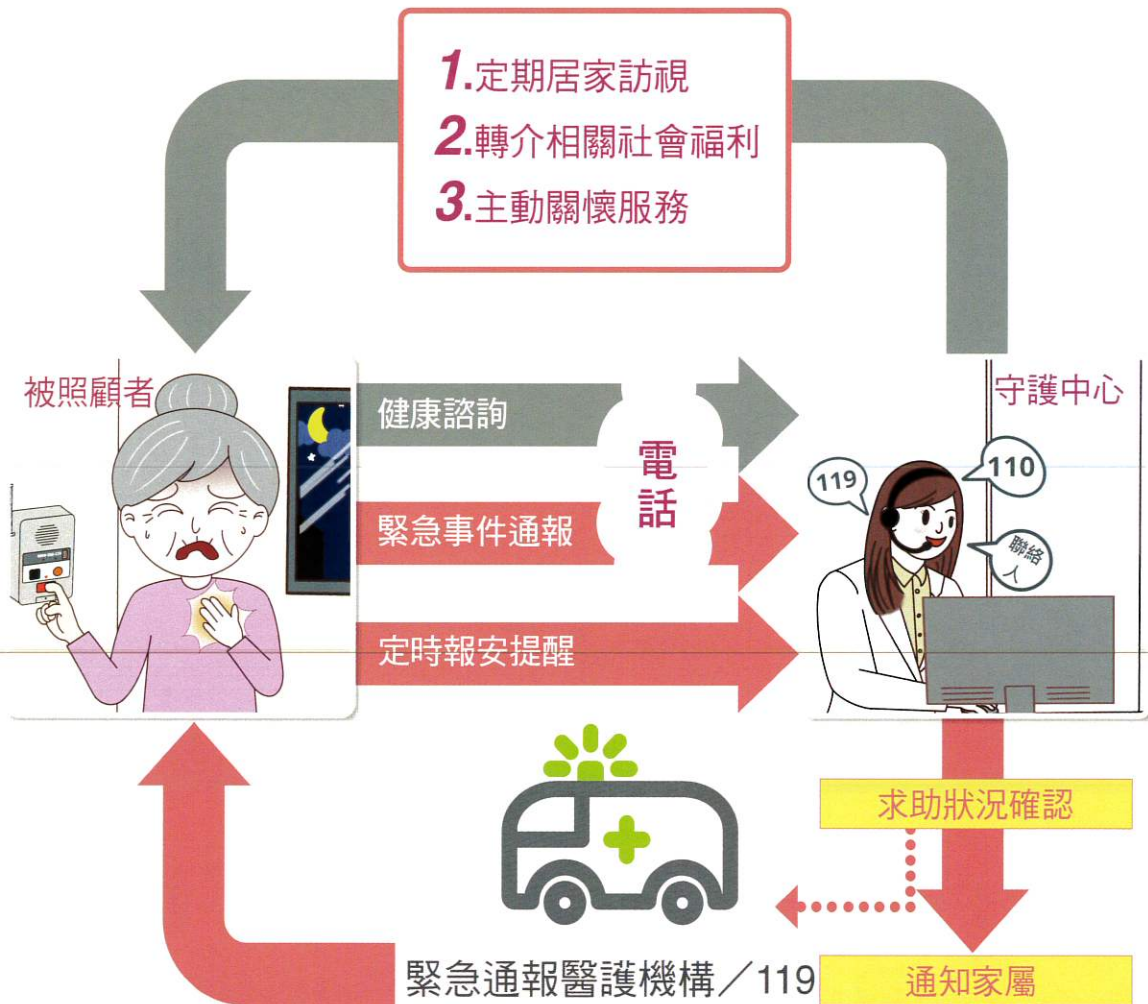 1.定期居家訪視
2.轉介相關社會福利
3.主動關懷服務
被照顧者
守護中心
健康諮詢
緊急事件通報
定時報安提醒
電話
119
110
聯絡人
求助狀況確認
緊急通報醫護機構／119
通知家屬